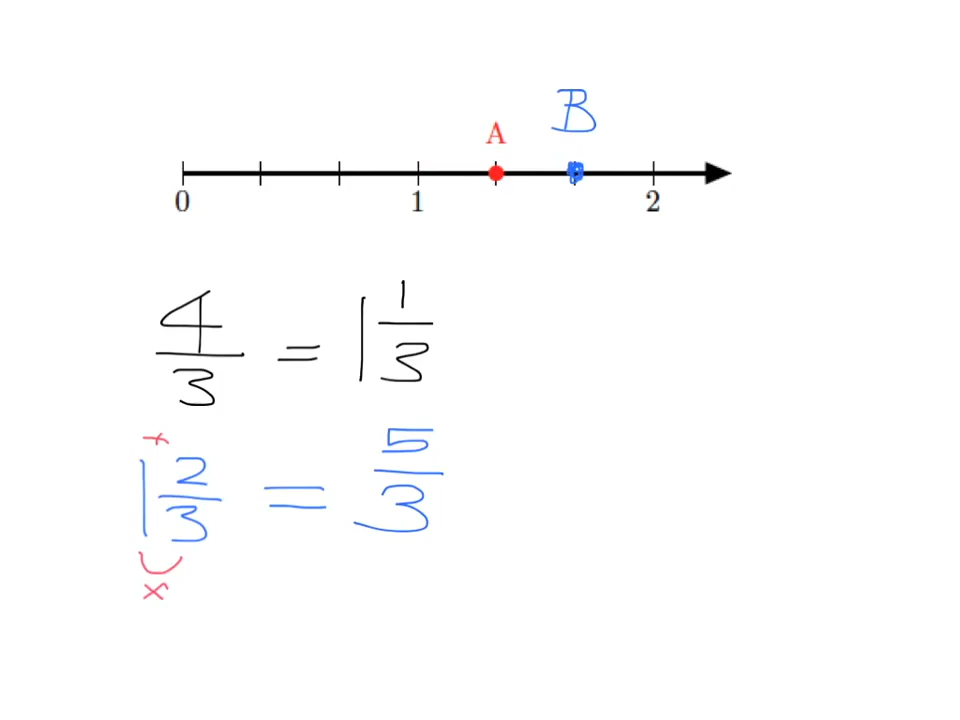 B
A
0 1 2
4/3 = 1 1/3
+
1 2/3 = 5/3
x